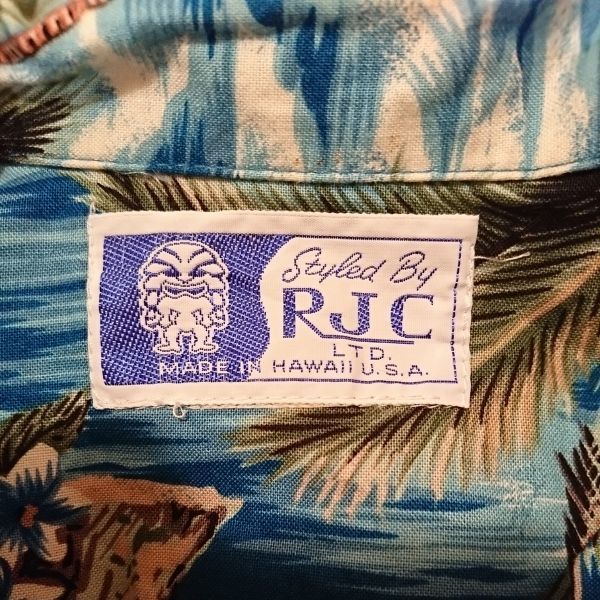 Styled By
RJC
LTD.
MADE IN HAWAII U.S.A.